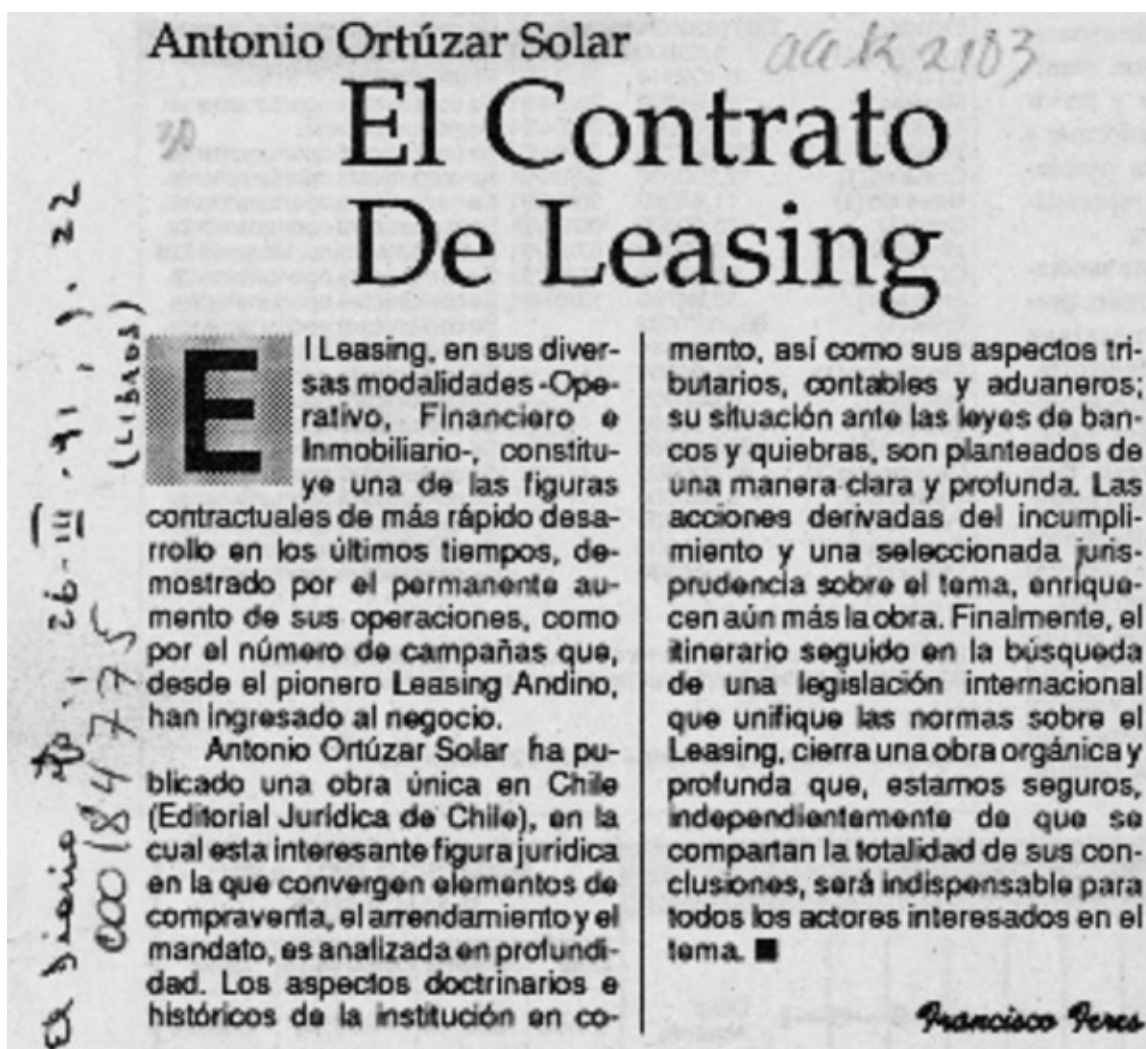 Antonio Ortúzar Solar
aak 2103
El Contrato
De Leasing
30
El Diario
26-III-91, p. 22
(LIBROS)
000184775
El Leasing, en sus diver-
sas modalidades -Ope-
rativo, Financiero e
Inmobiliario-, constitu-
ye una de las figuras
contractuales de más rápido desa-
rrollo en los últimos tiempos, de-
mostrado por el permanente au-
mento de sus operaciones, como
por el número de campañas que,
desde el pionero Leasing Andino,
han ingresado al negocio.
Antonio Ortúzar Solar ha pu-
blicado una obra única en Chile
(Editorial Jurídica de Chile), en la
cual esta interesante figura jurídica
en la que convergen elementos de
compraventa, el arrendamiento y el
mandato, es analizada en profundi-
dad. Los aspectos doctrinarios e
históricos de la institución en co-
mento, así como sus aspectos tri-
butarios, contables y aduaneros;
su situación ante las leyes de ban-
cos y quiebras, son planteados de
una manera clara y profunda. Las
acciones derivadas del incumpli-
miento y una seleccionada juris-
prudencia sobre el tema, enrique-
cen aún más la obra. Finalmente, el
itinerario seguido en la búsqueda
de una legislación internacional
que unifique las normas sobre el
Leasing, cierra una obra orgánica y
profunda que, estamos seguros,
independientemente de que se
compartan la totalidad de sus con-
clusiones, será indispensable para
todos los actores interesados en el
tema. ■
Francisco Feres